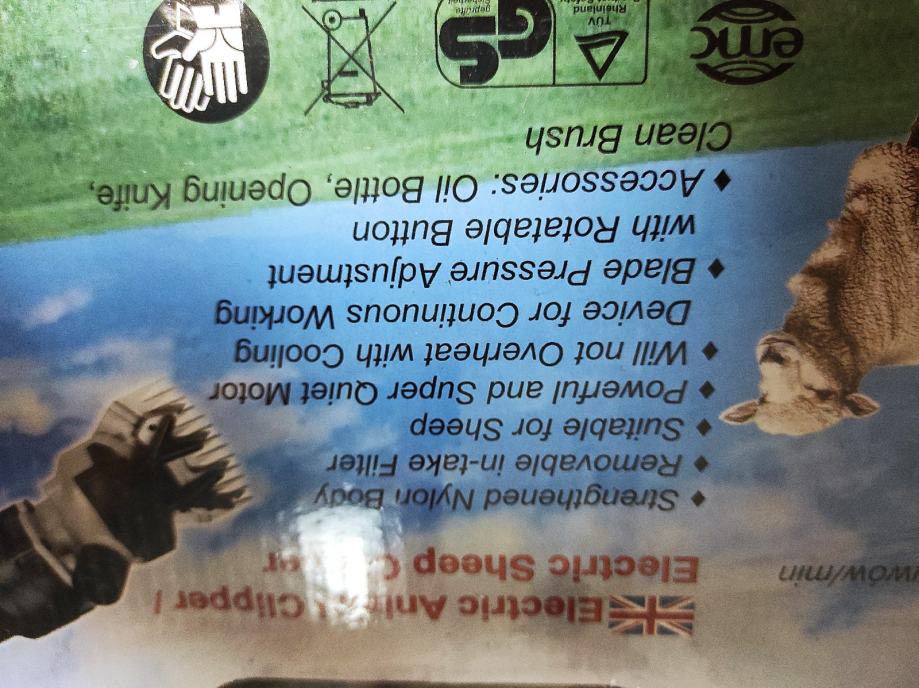 Electric Animal Clipper /
Electric Sheep Clipper
♦ Strengthened Nylon Body
♦ Removable in-take Filter
♦ Suitable for Sheep
♦ Powerful and Super Quiet Motor
♦ Will not Overheat with Cooling
Device for Continuous Working
♦ Blade Pressure Adjustment
with Rotatable Button
♦ Accessories: Oil Bottle, Opening Knife,
Clean Brush
wów/min
emc
TÜV
Rheinland
GS
geprüfte
Sicherheit